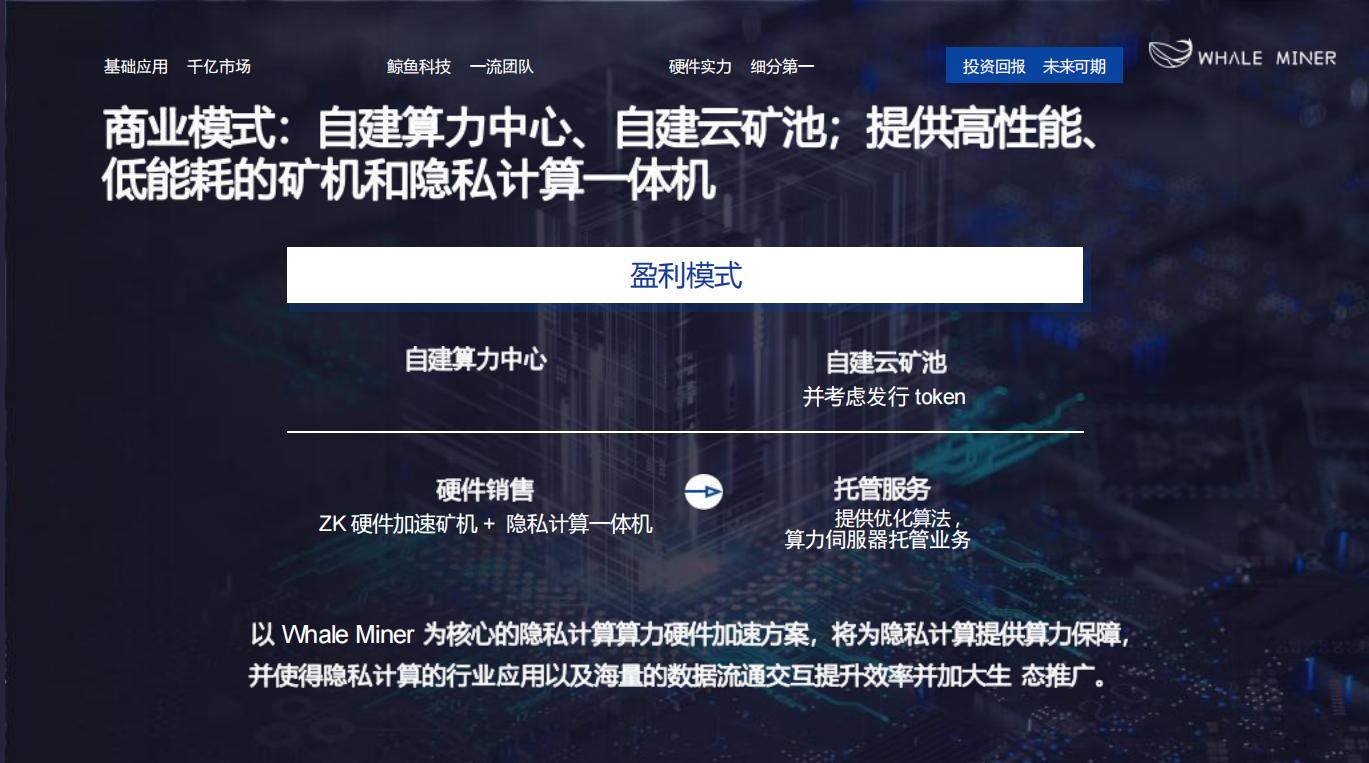 基础应用 千亿市场
鲸鱼科技 一流团队
硬件实力 细分第一
投资回报 未来可期
WHALE MINER
商业模式：自建算力中心、自建云矿池；提供高性能、
低能耗的矿机和隐私计算一体机
盈利模式
自建算力中心
自建云矿池
并考虑发行 token
硬件销售
ZK 硬件加速矿机 + 隐私计算一体机
托管服务
提供优化算法，
算力伺服器托管业务
以 Whale Miner 为核心的隐私计算算力硬件加速方案，将为隐私计算提供算力保障，
并使得隐私计算的行业应用以及海量的数据流通交互提升效率并加大生 态推广。